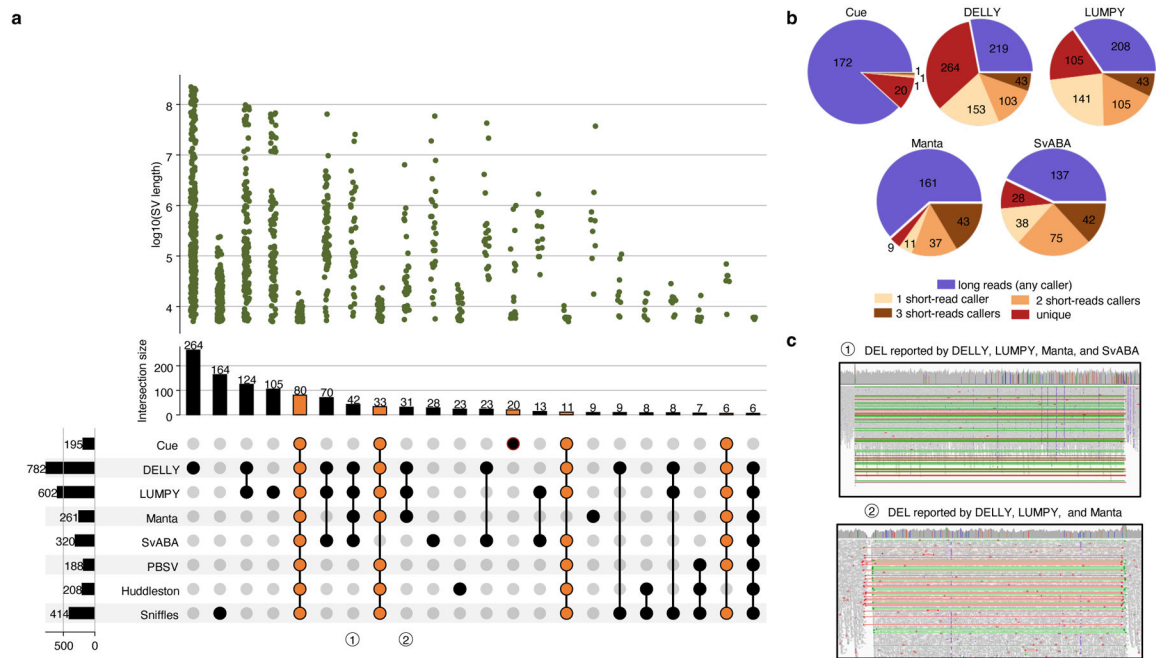 a
8
7
6
5
4
log10(SV length)
Intersection size
200
100
0
264 164 124 105 80 70 42 33 31 28 23 23 20 13 11 9 9 8 8 7 6 6
195 Cue
782 DELLY
602 LUMPY
261 Manta
320 SvABA
188 PBSV
208 Huddleston
414 Sniffles
500 0
1 2
b
Cue DELLY LUMPY
172 1 1 1 20
219 264 43 153 103
208 105 43 141 105
Manta SvABA
161 9 11 37 43
137 28 38 75 42
long reads (any caller)
1 short-read caller 2 short-reads callers
3 short-reads callers unique
c
1 DEL reported by DELLY, LUMPY, Manta, and SvABA
2 DEL reported by DELLY, LUMPY, and Manta